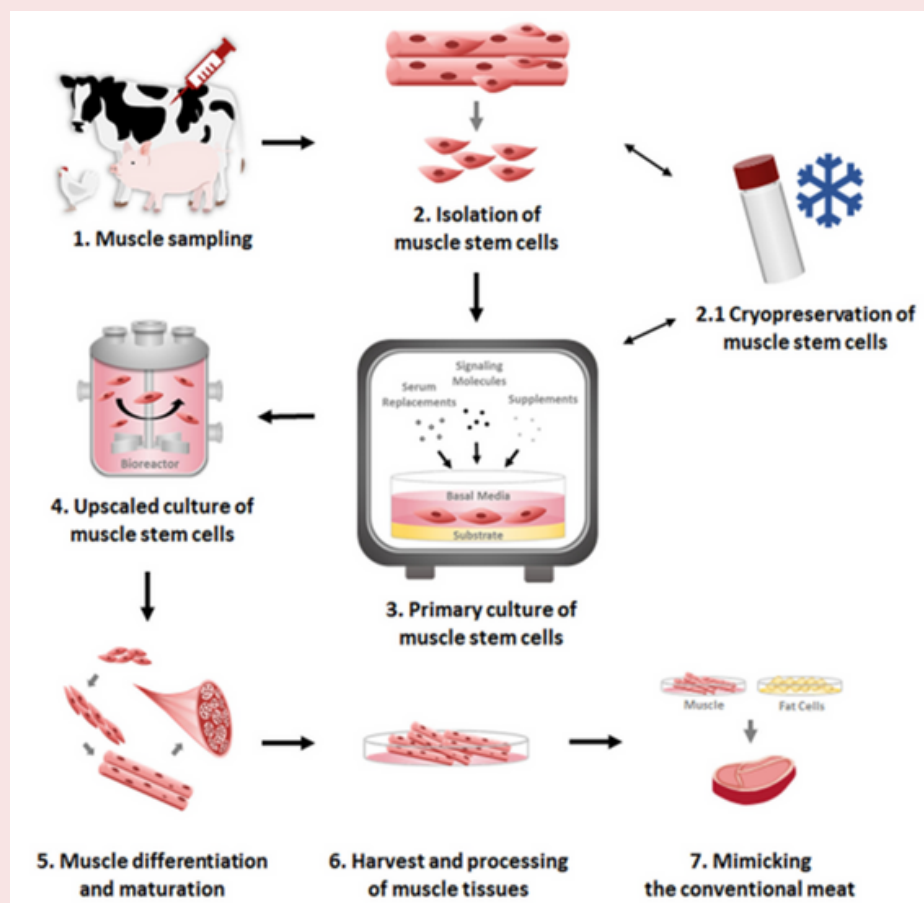 1. Muscle sampling
2. Isolation of
muscle stem cells
2.1 Cryopreservation of
muscle stem cells
Signaling
Molecules
Serum
Replacements
Supplements
Basal Media
Substrate
3. Primary culture of
muscle stem cells
Bioreactor
4. Upscaled culture of
muscle stem cells
5. Muscle differentiation
and maturation
6. Harvest and processing
of muscle tissues
Muscle
Fat Cells
7. Mimicking
the conventional meat